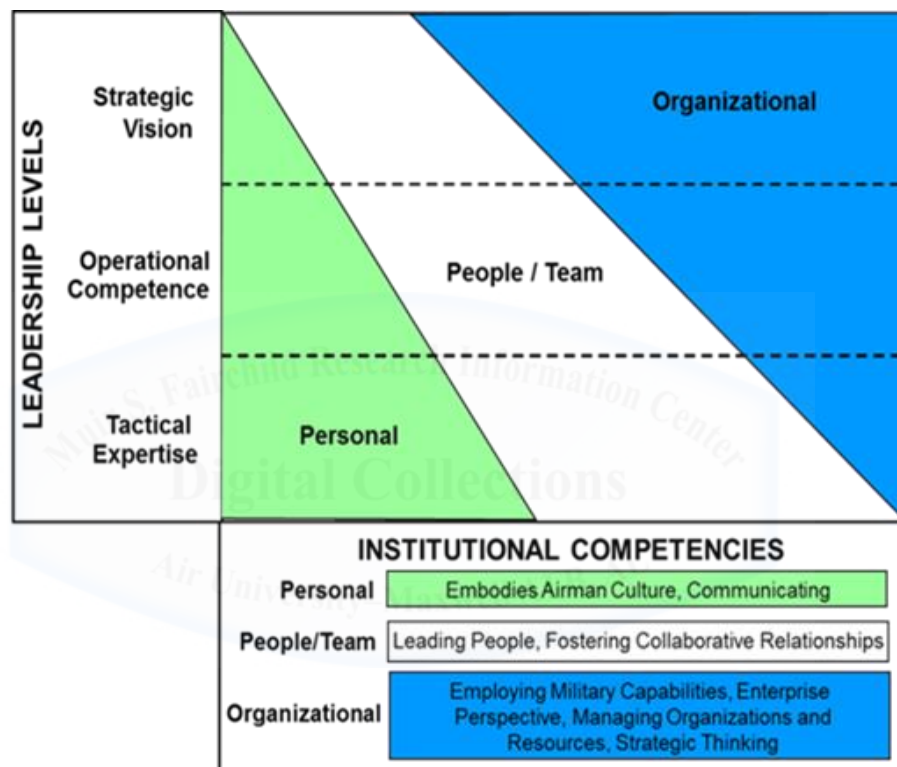 LEADERSHIP LEVELS
Strategic
Vision
Organizational
Operational
Competence
People / Team
Tactical
Expertise
Personal
Muir S. Fairchild Research Information Center
Digital Collections
INSTITUTIONAL COMPETENCIES
Personal
Embodies Airman Culture, Communicating
People/Team
Leading People, Fostering Collaborative Relationships
Organizational
Employing Military Capabilities, Enterprise
Perspective, Managing Organizations and
Resources, Strategic Thinking
Air University